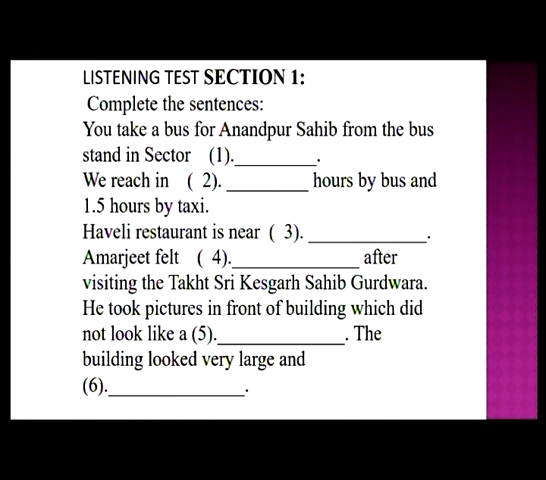 LISTENING TEST SECTION 1:
Complete the sentences:
You take a bus for Anandpur Sahib from the bus
stand in Sector (1).________.
We reach in ( 2). ________ hours by bus and
1.5 hours by taxi.
Haveli restaurant is near ( 3). ____________.
Amarjeet felt ( 4).____________ after
visiting the Takht Sri Kesgarh Sahib Gurdwara.
He took pictures in front of building which did
not look like a (5).____________. The
building looked very large and
(6).______________.